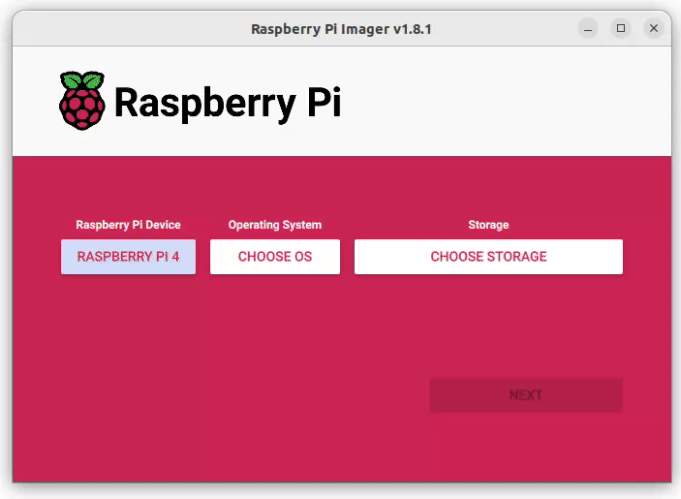 Raspberry Pi Imager v1.8.1
Raspberry Pi
Raspberry Pi Device Operating System Storage
RASPBERRY PI 4 CHOOSE OS CHOOSE STORAGE
NEXT